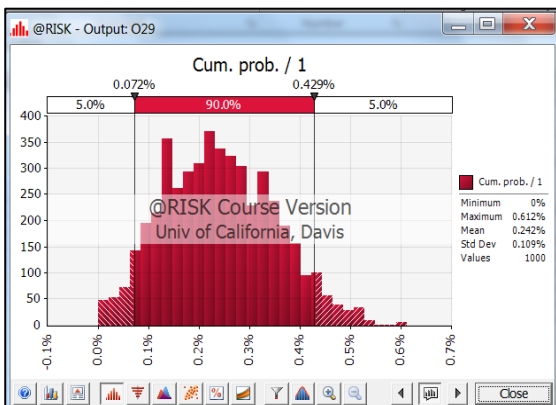 @RISK - Output: O29
Cum. prob. / 1
0.072% 0.429%
5.0% 90.0% 5.0%
400
350
300
250
200
150
100
50
0
-0.1%
0.0%
0.1%
0.2%
0.3%
0.4%
0.5%
0.6%
0.7%
@RISK Course Version
Univ of California, Davis
Cum. prob. / 1
Minimum 0%
Maximum 0.612%
Mean 0.242%
Std Dev 0.109%
Values 1000
Close